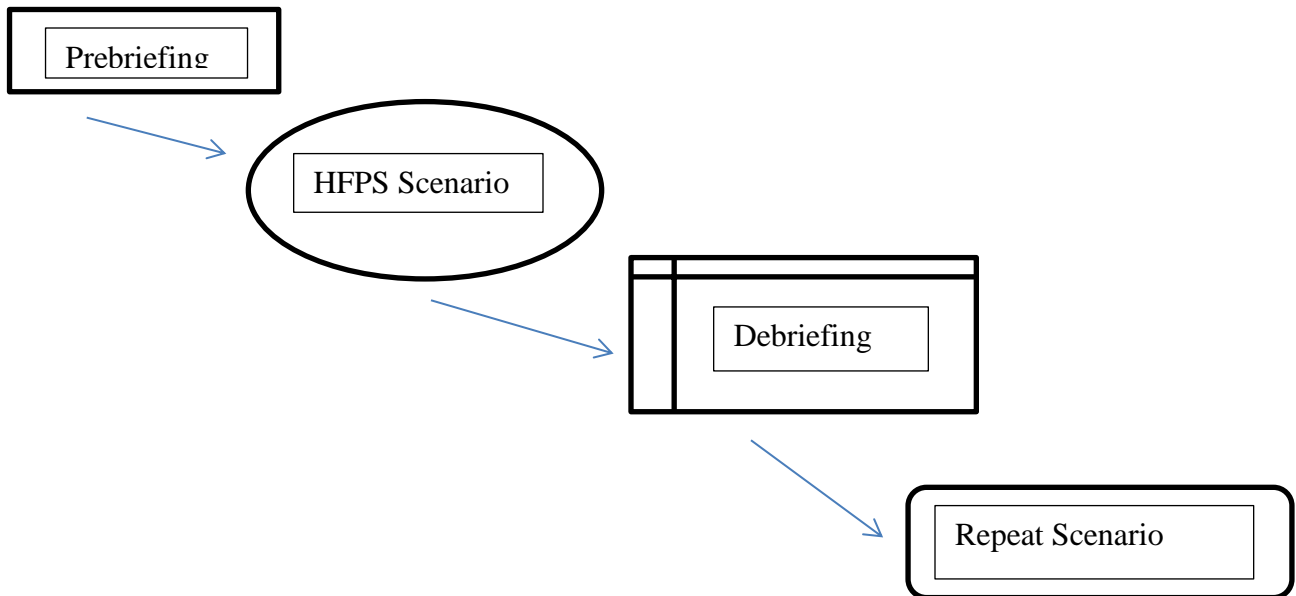 Prebriefing
HFPS Scenario
Debriefing
Repeat Scenario